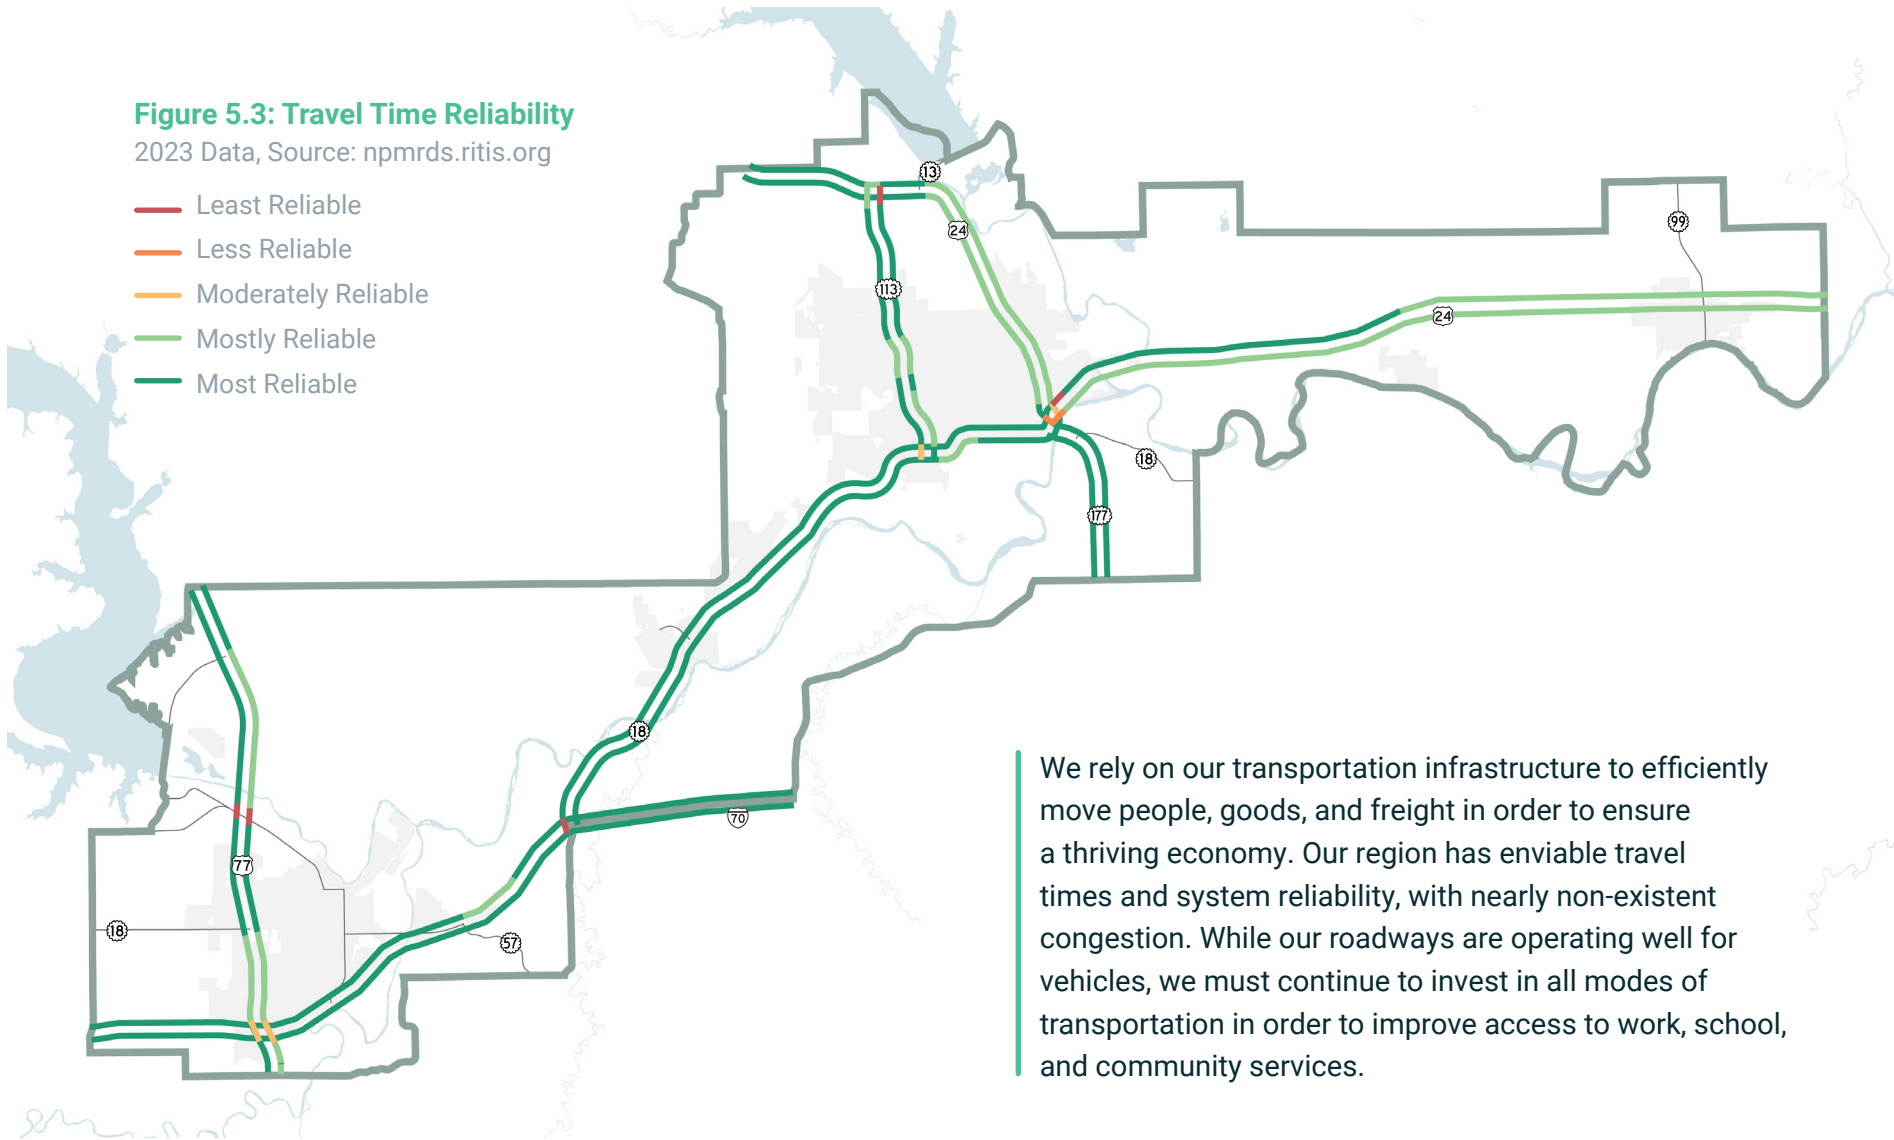 Figure 5.3: Travel Time Reliability
2023 Data, Source: npmrds.ritis.org
Least Reliable
Less Reliable
Moderately Reliable
Mostly Reliable
Most Reliable
13
24
99
113
24
18
177
18
70
77
18
57
We rely on our transportation infrastructure to efficiently
move people, goods, and freight in order to ensure
a thriving economy. Our region has enviable travel
times and system reliability, with nearly non-existent
congestion. While our roadways are operating well for
vehicles, we must continue to invest in all modes of
transportation in order to improve access to work, school,
and community services.